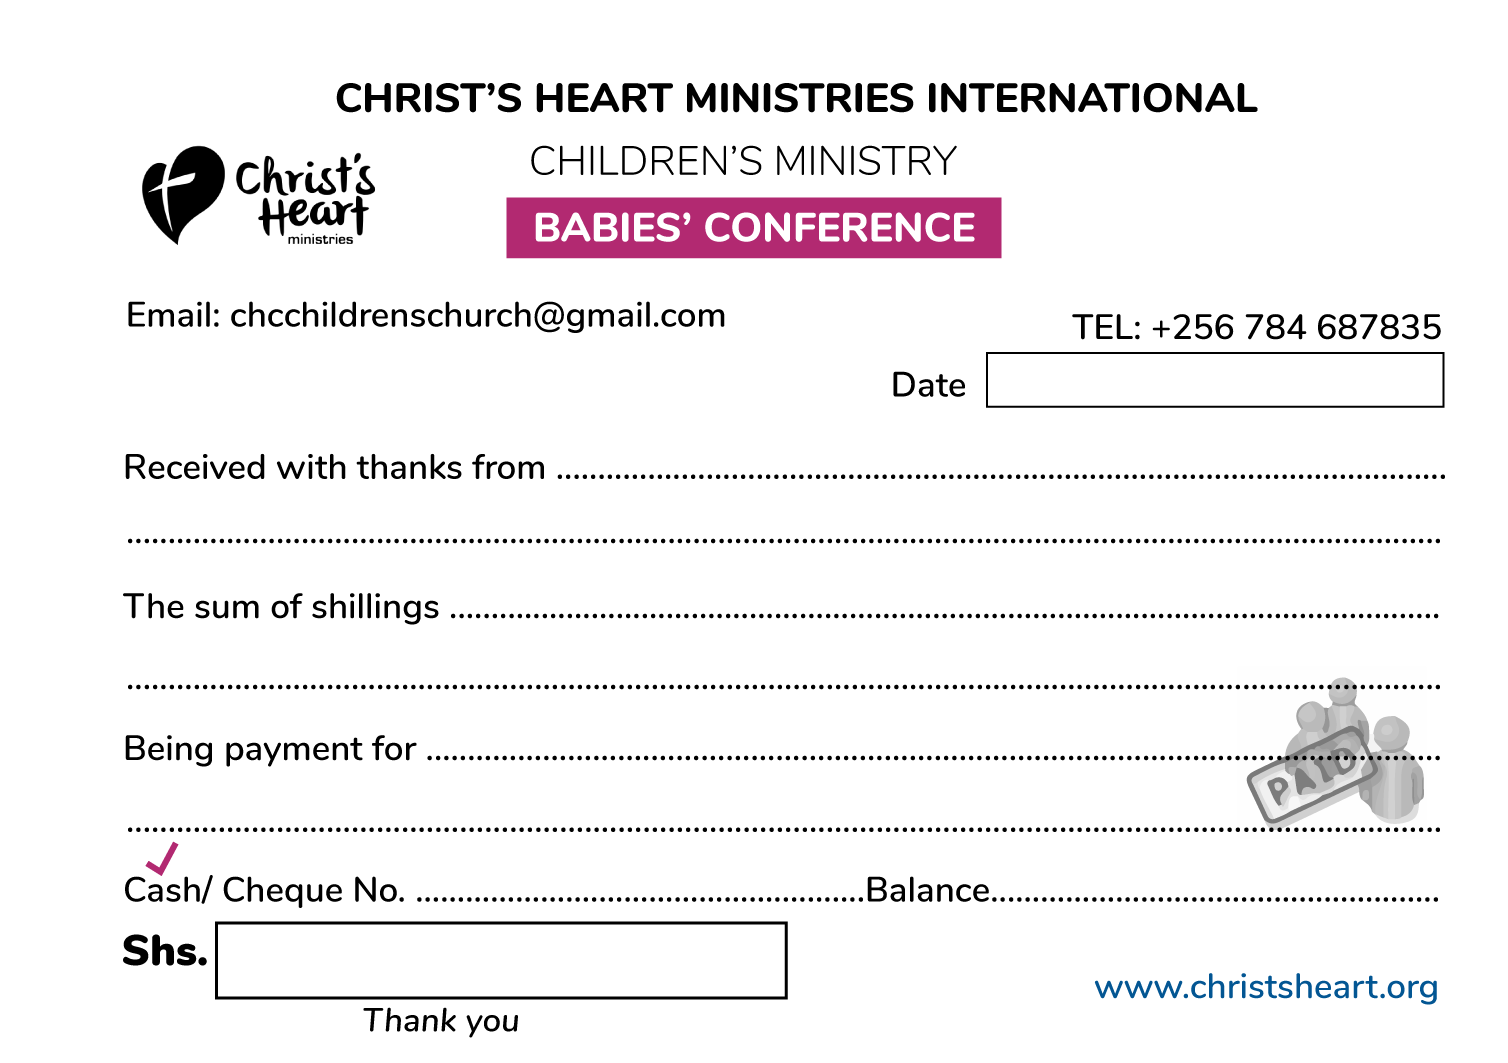 CHRIST’S HEART MINISTRIES INTERNATIONAL
Christ's
Heart
ministries
CHILDREN’S MINISTRY
BABIES’ CONFERENCE
Email: chcchildrenschurch@gmail.com
TEL: +256 784 687835
Date
Received with thanks from ..........
The sum of shillings ..........
Being payment for ..........
PAID
Cash/ Cheque No. ..........Balance..........
Shs.
Thank you
www.christsheart.org